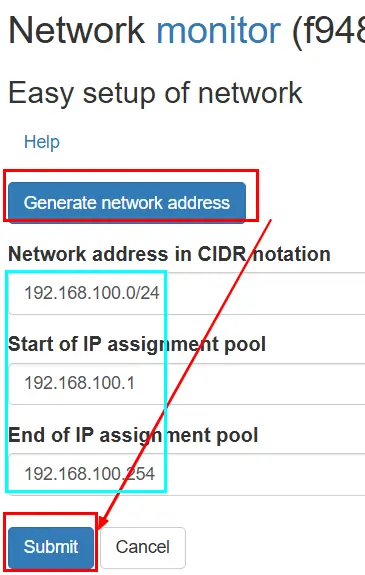 Network monitor (f948
Easy setup of network
Help
Generate network address
Network address in CIDR notation
192.168.100.0/24
Start of IP assignment pool
192.168.100.1
End of IP assignment pool
192.168.100.254
Submit Cancel